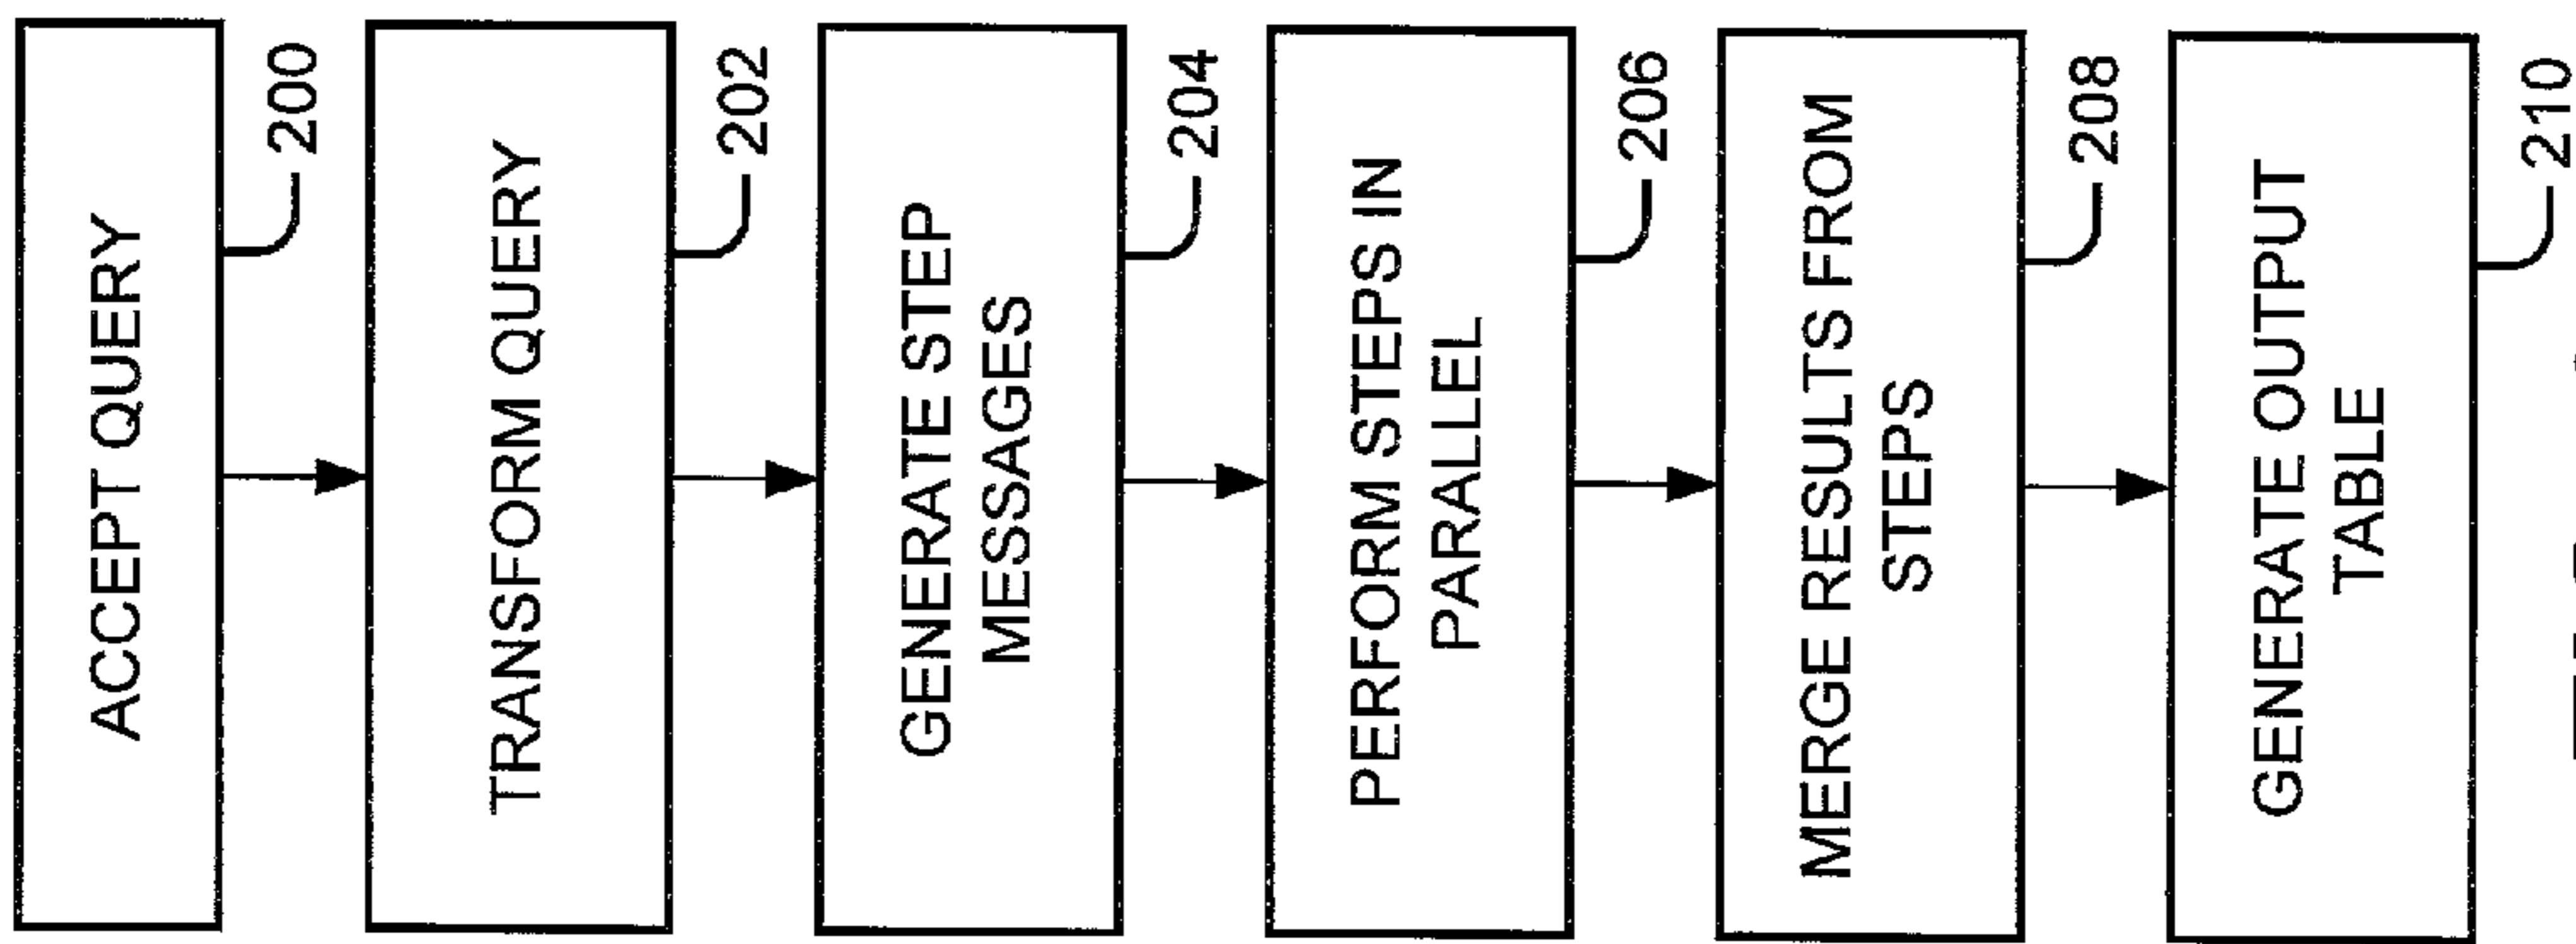 ACCEPT QUERY
200
TRANSFORM QUERY
202
GENERATE STEP
MESSAGES
204
PERFORM STEPS IN
PARALLEL
206
MERGE RESULTS FROM
STEPS
208
GENERATE OUTPUT
TABLE
210